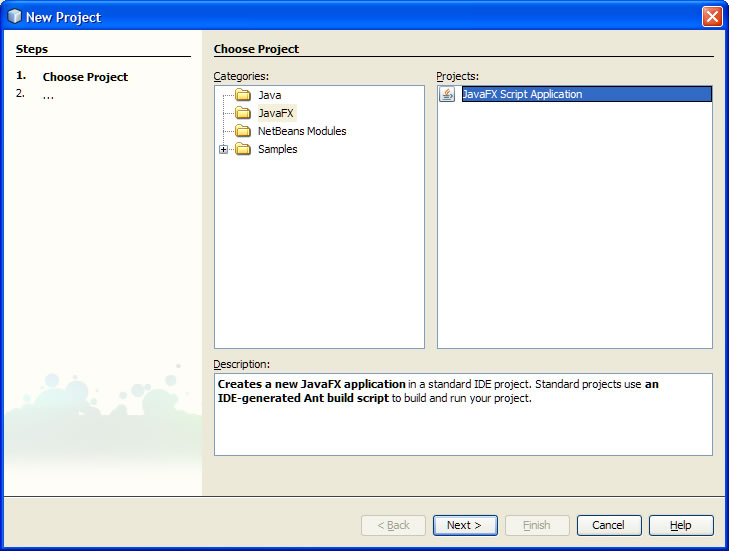 New Project
Steps
1. Choose Project
2. ...
Choose Project
Categories:
Java
JavaFX
NetBeans Modules
Samples
Projects:
JavaFX Script Application
Description:
Creates a new JavaFX application in a standard IDE project. Standard projects use an
IDE-generated Ant build script to build and run your project.
< Back
Next >
Finish
Cancel
Help